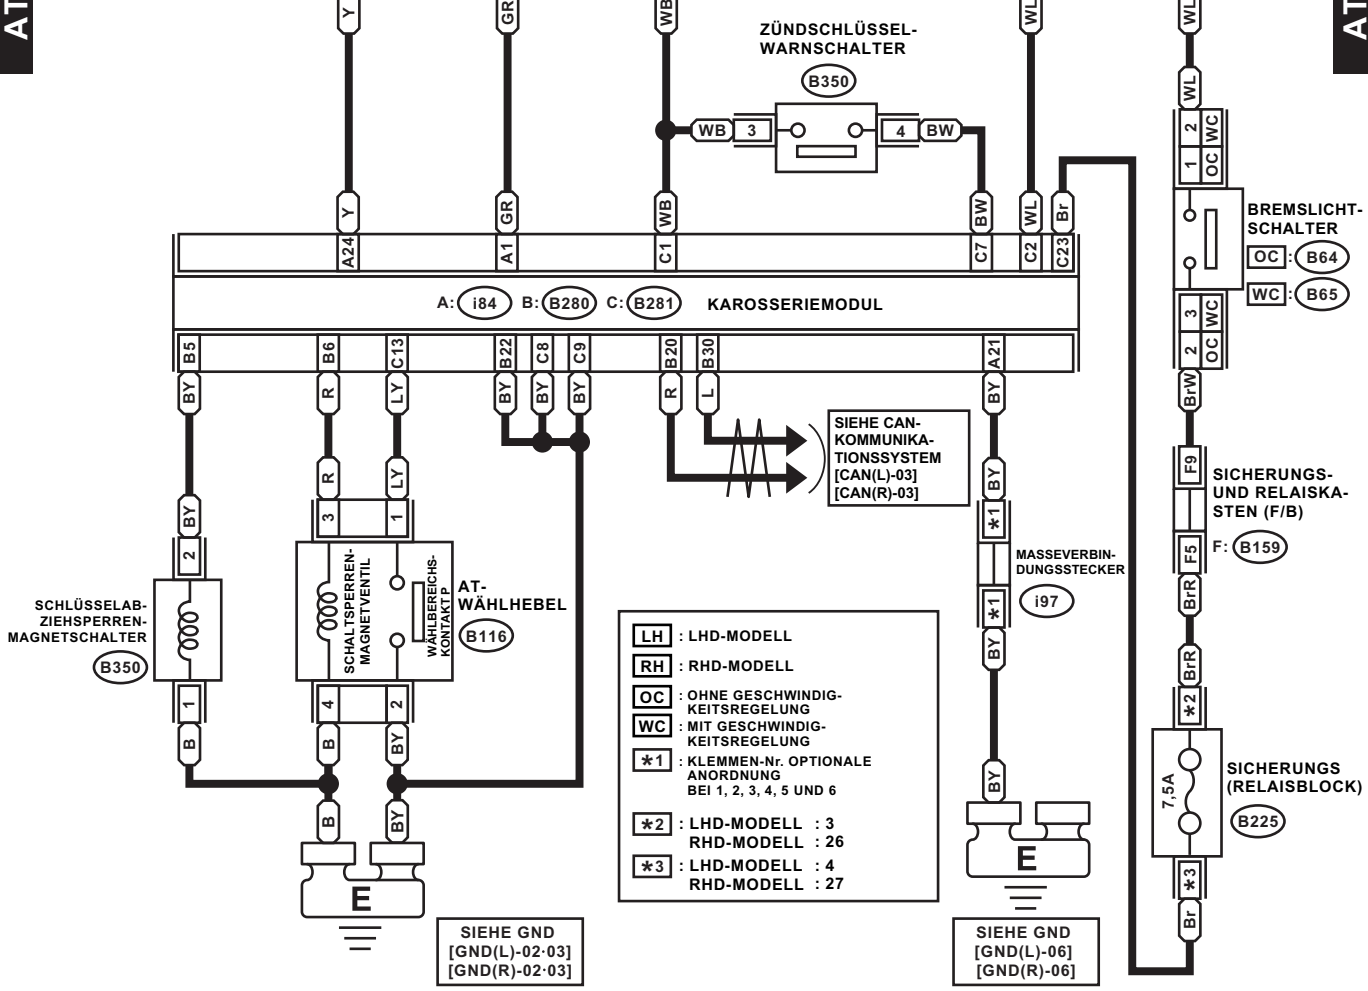 AT
AT
Y
GR
WB
WL
WL
ZÜNDSCHLÜSSEL-
WARNSCHALTER
B350
WB 3 4 BW
WL
2 WC
1 OC
Y
GR
WB
BW
WL
Br
A24
A1
C1
C7
C2
C23
BREMSLICHT-
SCHALTER
OC : B64
WC : B65
A: i84 B: B280 C: B281 KAROSSERIEMODUL
3 WC
2 OC
B5
B6
C13
B22
C8
C9
B20
B30
A21
BY
R
LY
BY
BY
BY
R
L
BY
BrW
SIEHE CAN-
KOMMUNIKA-
TIONSSYSTEM
[CAN(L)-03]
[CAN(R)-03]
R
LY
BY
F9
SICHERUNGS-
UND RELAISKA-
STEN (F/B)
F: B159
F5
BY
3
1
*1
2
MASSEVERBIN-
DUNGSSTECKER
i97
*1
BrR
SCHALTSPERREN-
MAGNETVENTIL
WÄHLBEREICHS-
KONTAKT P
AT-
WÄHLHEBEL
B116
SCHLÜSSELAB-
ZIEHSPERREN-
MAGNETSCHALTER
B350
BY
BrR
LH : LHD-MODELL
RH : RHD-MODELL
OC : OHNE GESCHWINDIG-
KEITSREGELUNG
WC : MIT GESCHWINDIG-
KEITSREGELUNG
*1 : KLEMMEN-Nr. OPTIONALE
ANORDNUNG
BEI 1, 2, 3, 4, 5 UND 6
*2 : LHD-MODELL : 3
RHD-MODELL : 26
*3 : LHD-MODELL : 4
RHD-MODELL : 27
1
4
2
*2
B
B
BY
BY
7,5A
SICHERUNGS
(RELAISBLOCK)
B225
B
BY
E
E
*3
Br
SIEHE GND
[GND(L)-02·03]
[GND(R)-02·03]
SIEHE GND
[GND(L)-06]
[GND(R)-06]